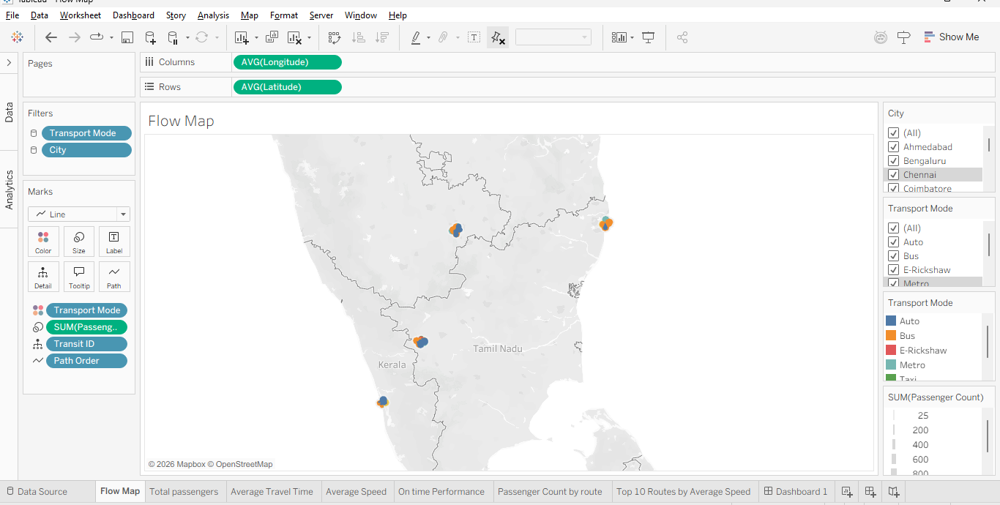 Tableau - Flow Map
File Data Worksheet Dashboard Story Analysis Map Format Server Window Help
Show Me
Pages
Columns AVG(Longitude)
Rows AVG(Latitude)
Data
Analytics
Filters
Transport Mode
City
Marks
Line
Color Size Label
Detail Tooltip Path
Transport Mode
SUM(Passeng..
Transit ID
Path Order
Flow Map
Tamil Nadu
Kerala
© 2026 Mapbox © OpenStreetMap
City
(All)
Ahmedabad
Bengaluru
Chennai
Coimbatore
Transport Mode
(All)
Auto
Bus
E-Rickshaw
Metro
Transport Mode
Auto
Bus
E-Rickshaw
Metro
Taxi
SUM(Passenger Count)
25
200
400
600
800
Data Source Flow Map Total passengers Average Travel Time Average Speed On time Performance Passenger Count by route Top 10 Routes by Average Speed Dashboard 1